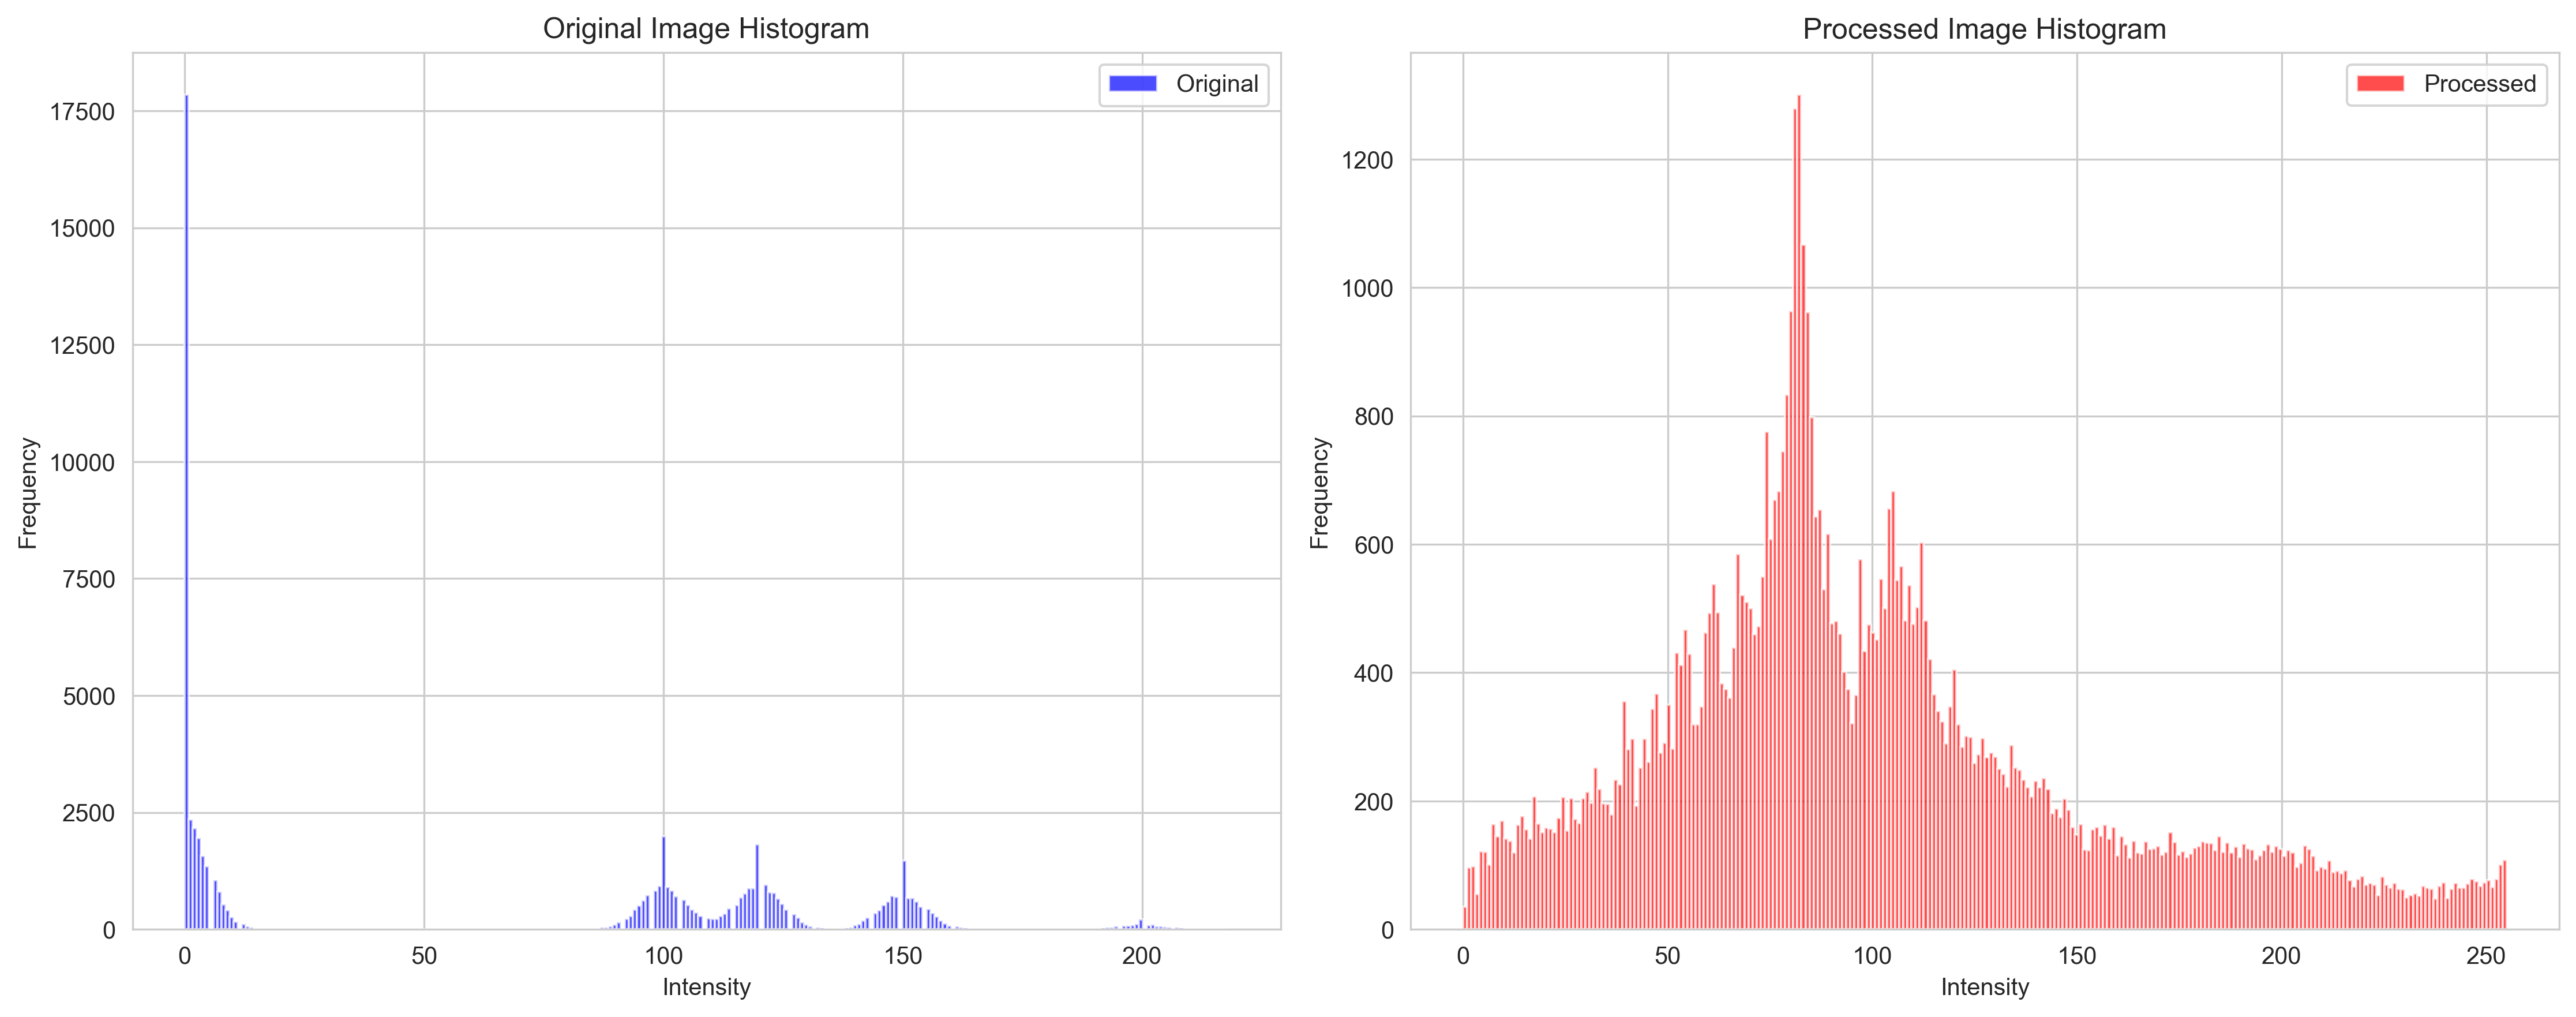 Original Image Histogram
Original
17500
15000
12500
10000
7500
5000
2500
0
Frequency
0 50 100 150 200
Intensity
Processed Image Histogram
Processed
1200
1000
800
600
400
200
0
Frequency
0 50 100 150 200 250
Intensity